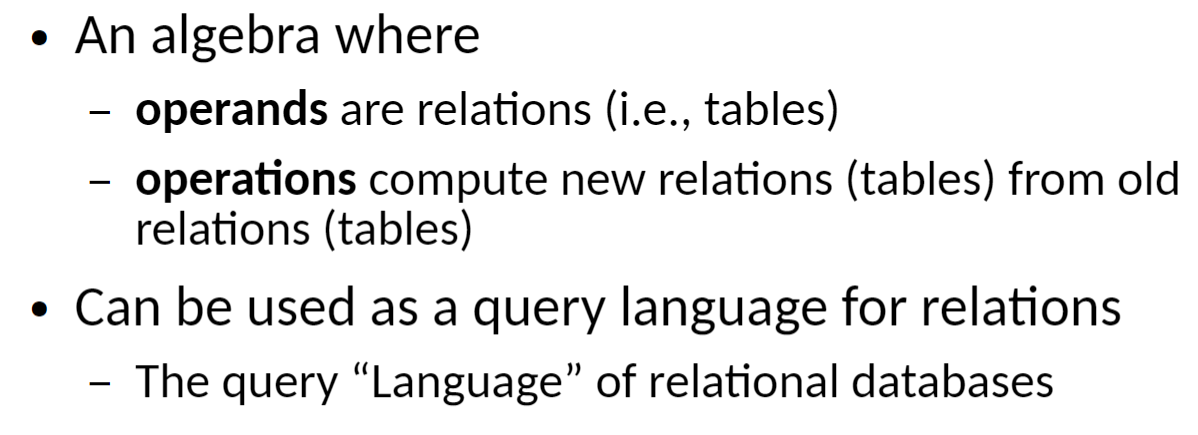 • An algebra where
– operands are relations (i.e., tables)
– operations compute new relations (tables) from old
relations (tables)
• Can be used as a query language for relations
– The query “Language” of relational databases